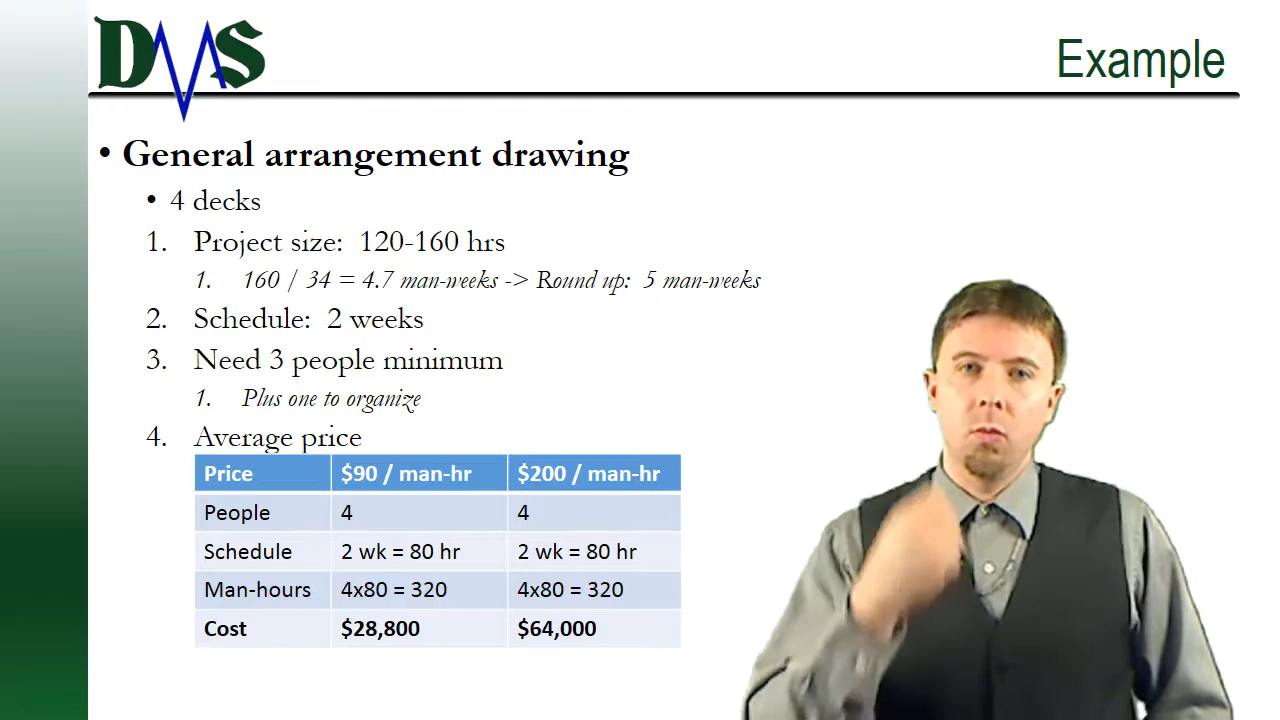 DMS
Example
• General arrangement drawing
• 4 decks
1. Project size: 120-160 hrs
1. 160 / 34 = 4.7 man-weeks -> Round up: 5 man-weeks
2. Schedule: 2 weeks
3. Need 3 people minimum
1. Plus one to organize
4. Average price
Price $90 / man-hr $200 / man-hr
People 4 4
Schedule 2 wk = 80 hr 2 wk = 80 hr
Man-hours 4x80 = 320 4x80 = 320
Cost $28,800 $64,000